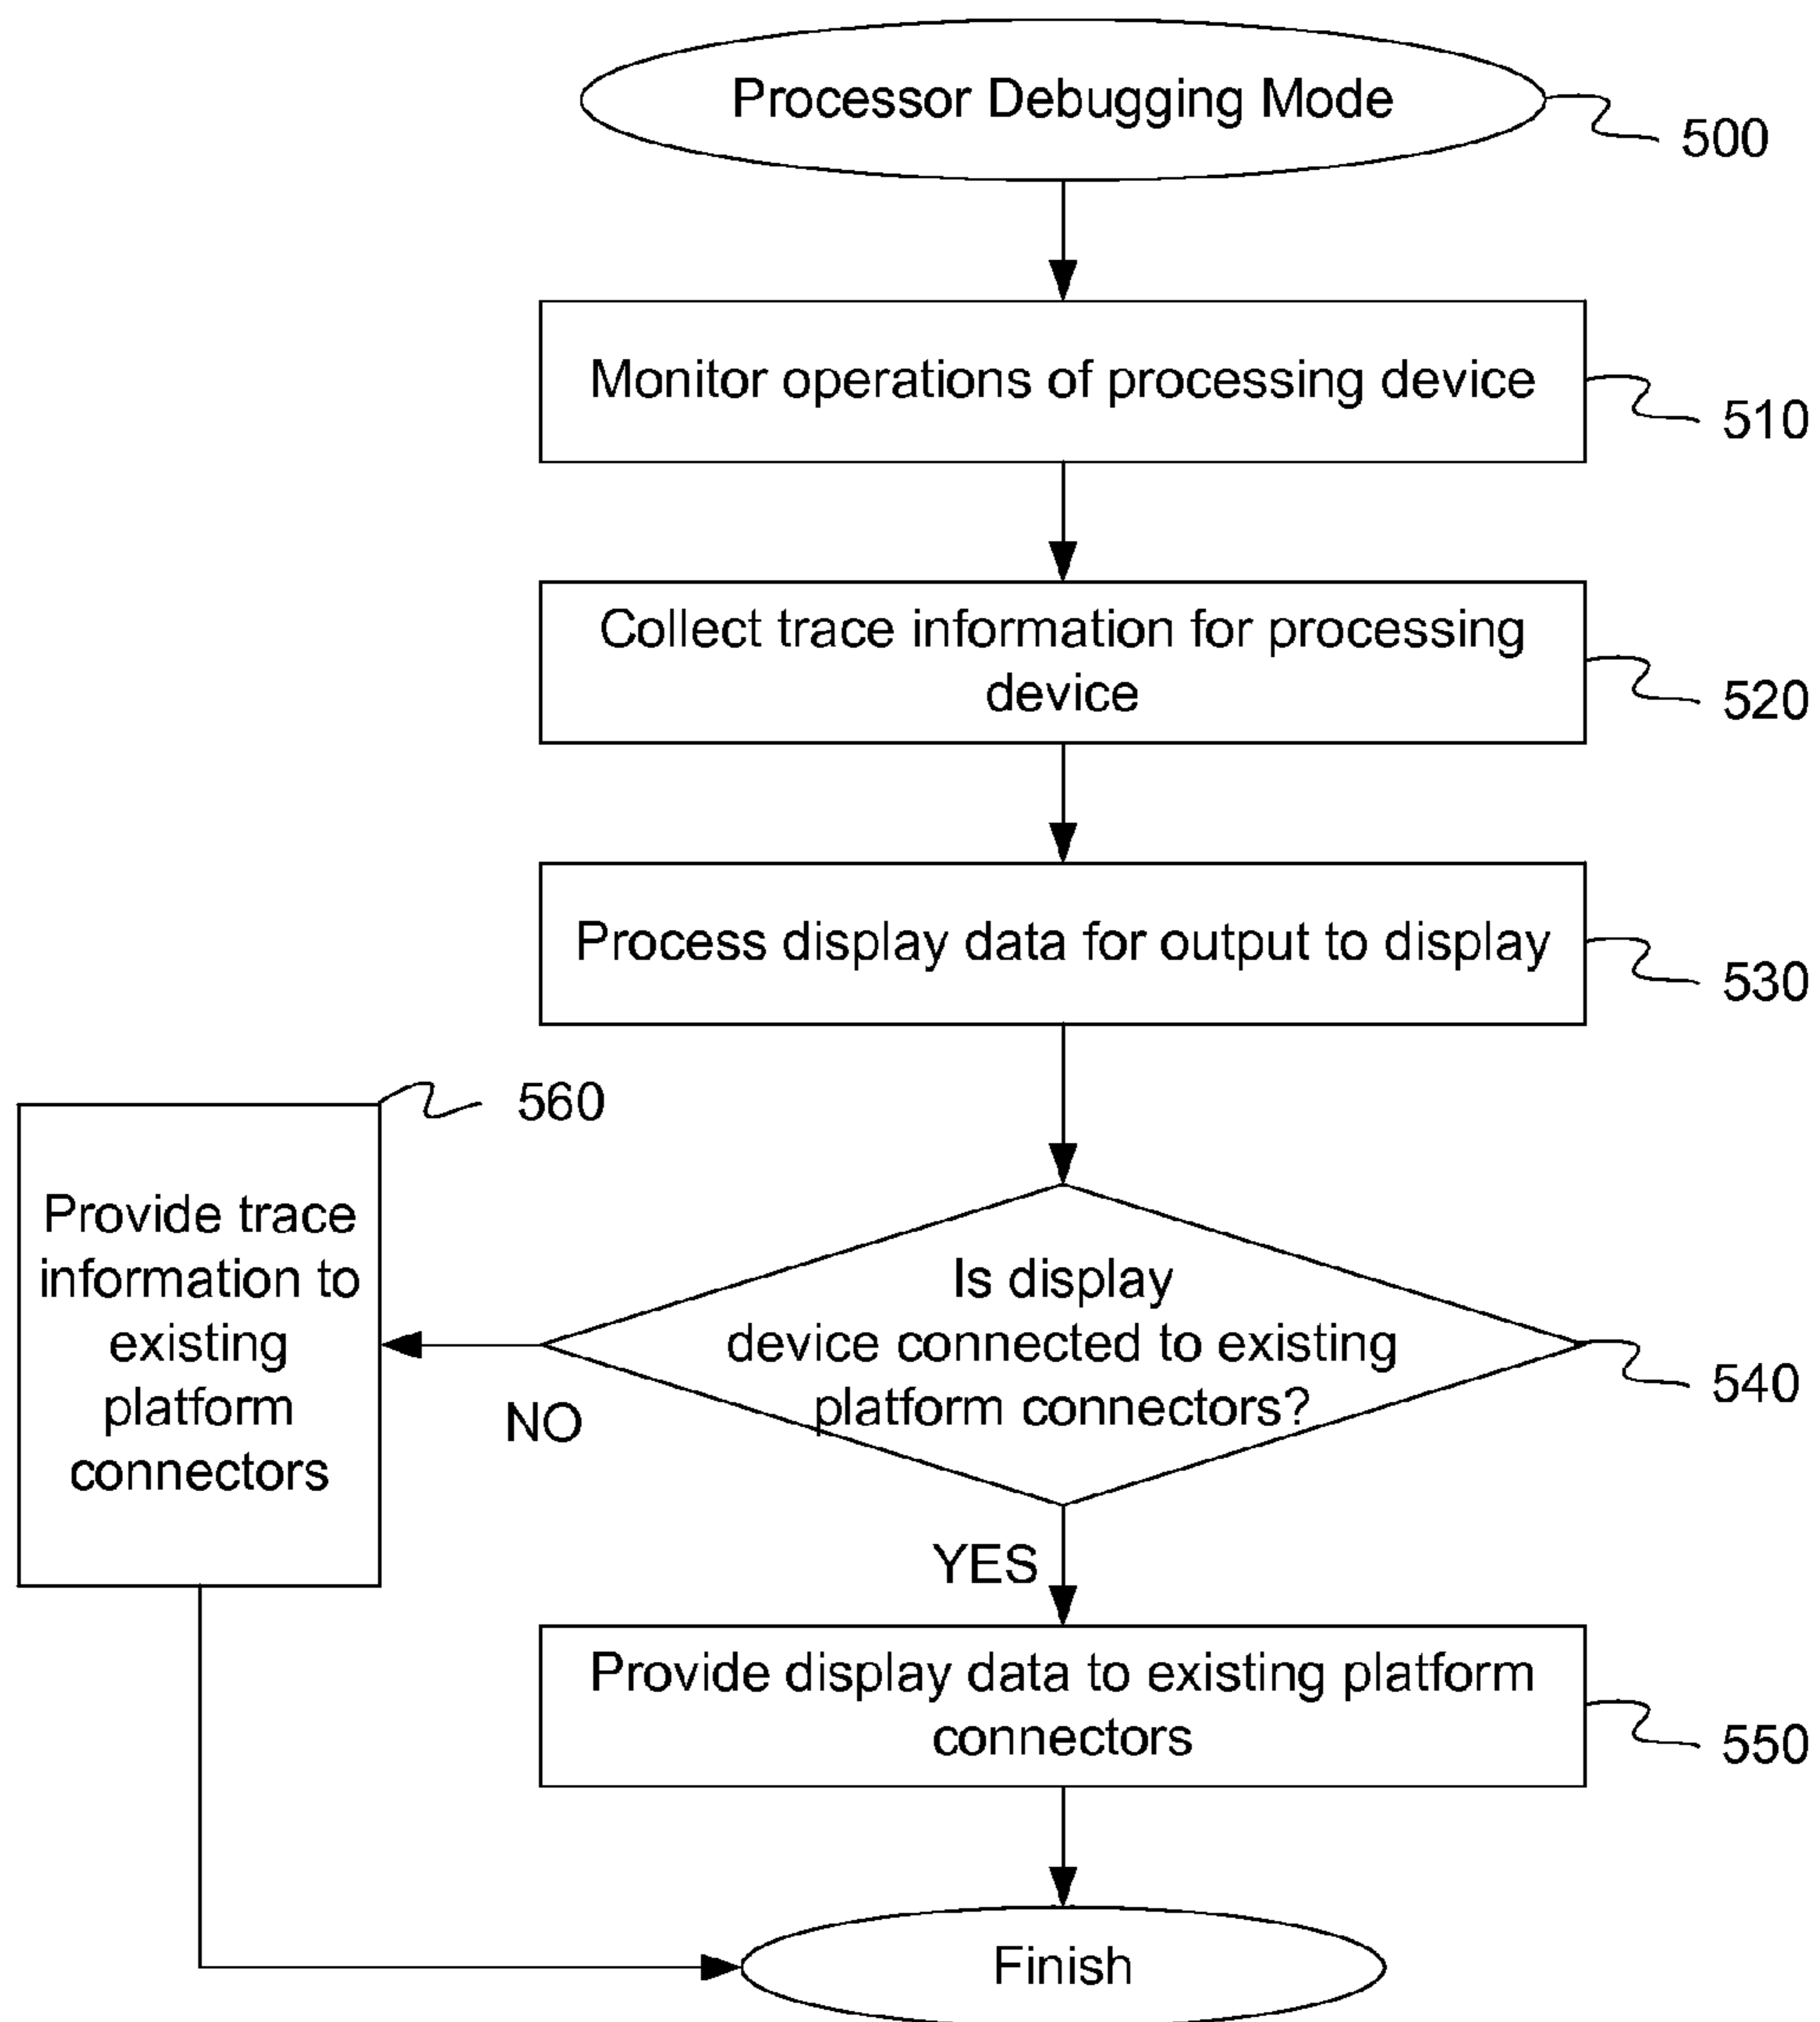 Processor Debugging Mode
500
Monitor operations of processing device
510
Collect trace information for processing
device
520
Process display data for output to display
530
560
Provide trace
information to
existing
platform
connectors
Is display
device connected to existing
platform connectors?
540
NO
YES
Provide display data to existing platform
connectors
550
Finish